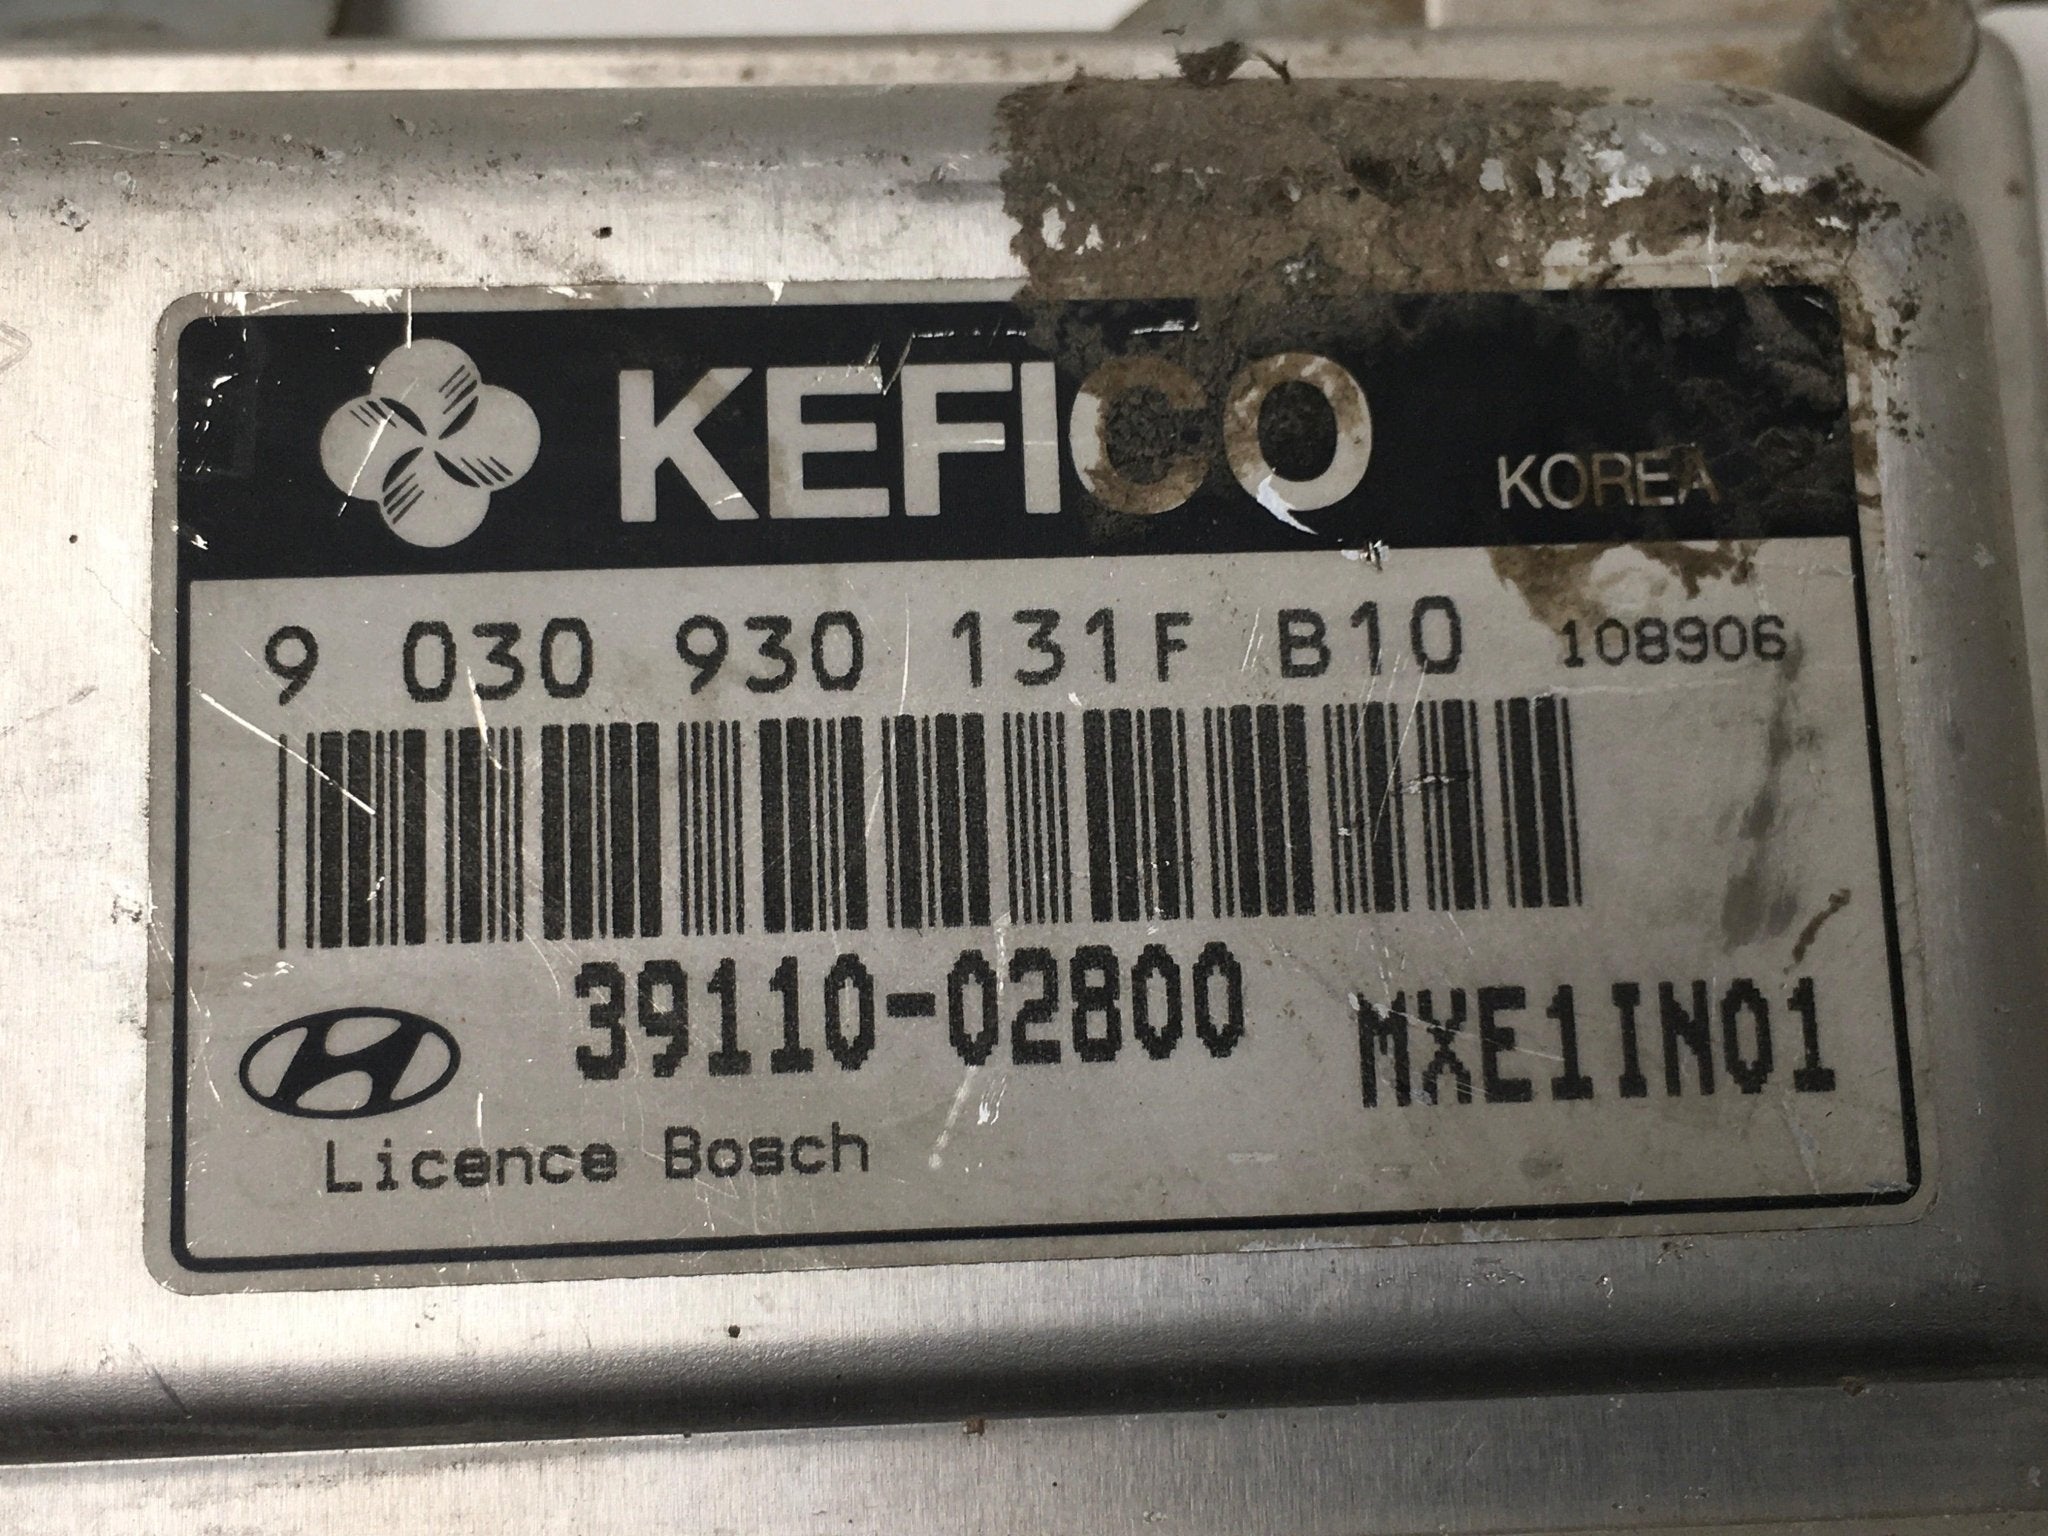 KEFICO KOREA
9 030 930 131F B10 108906
39110-02800 MXE1IN01
Licence Bosch